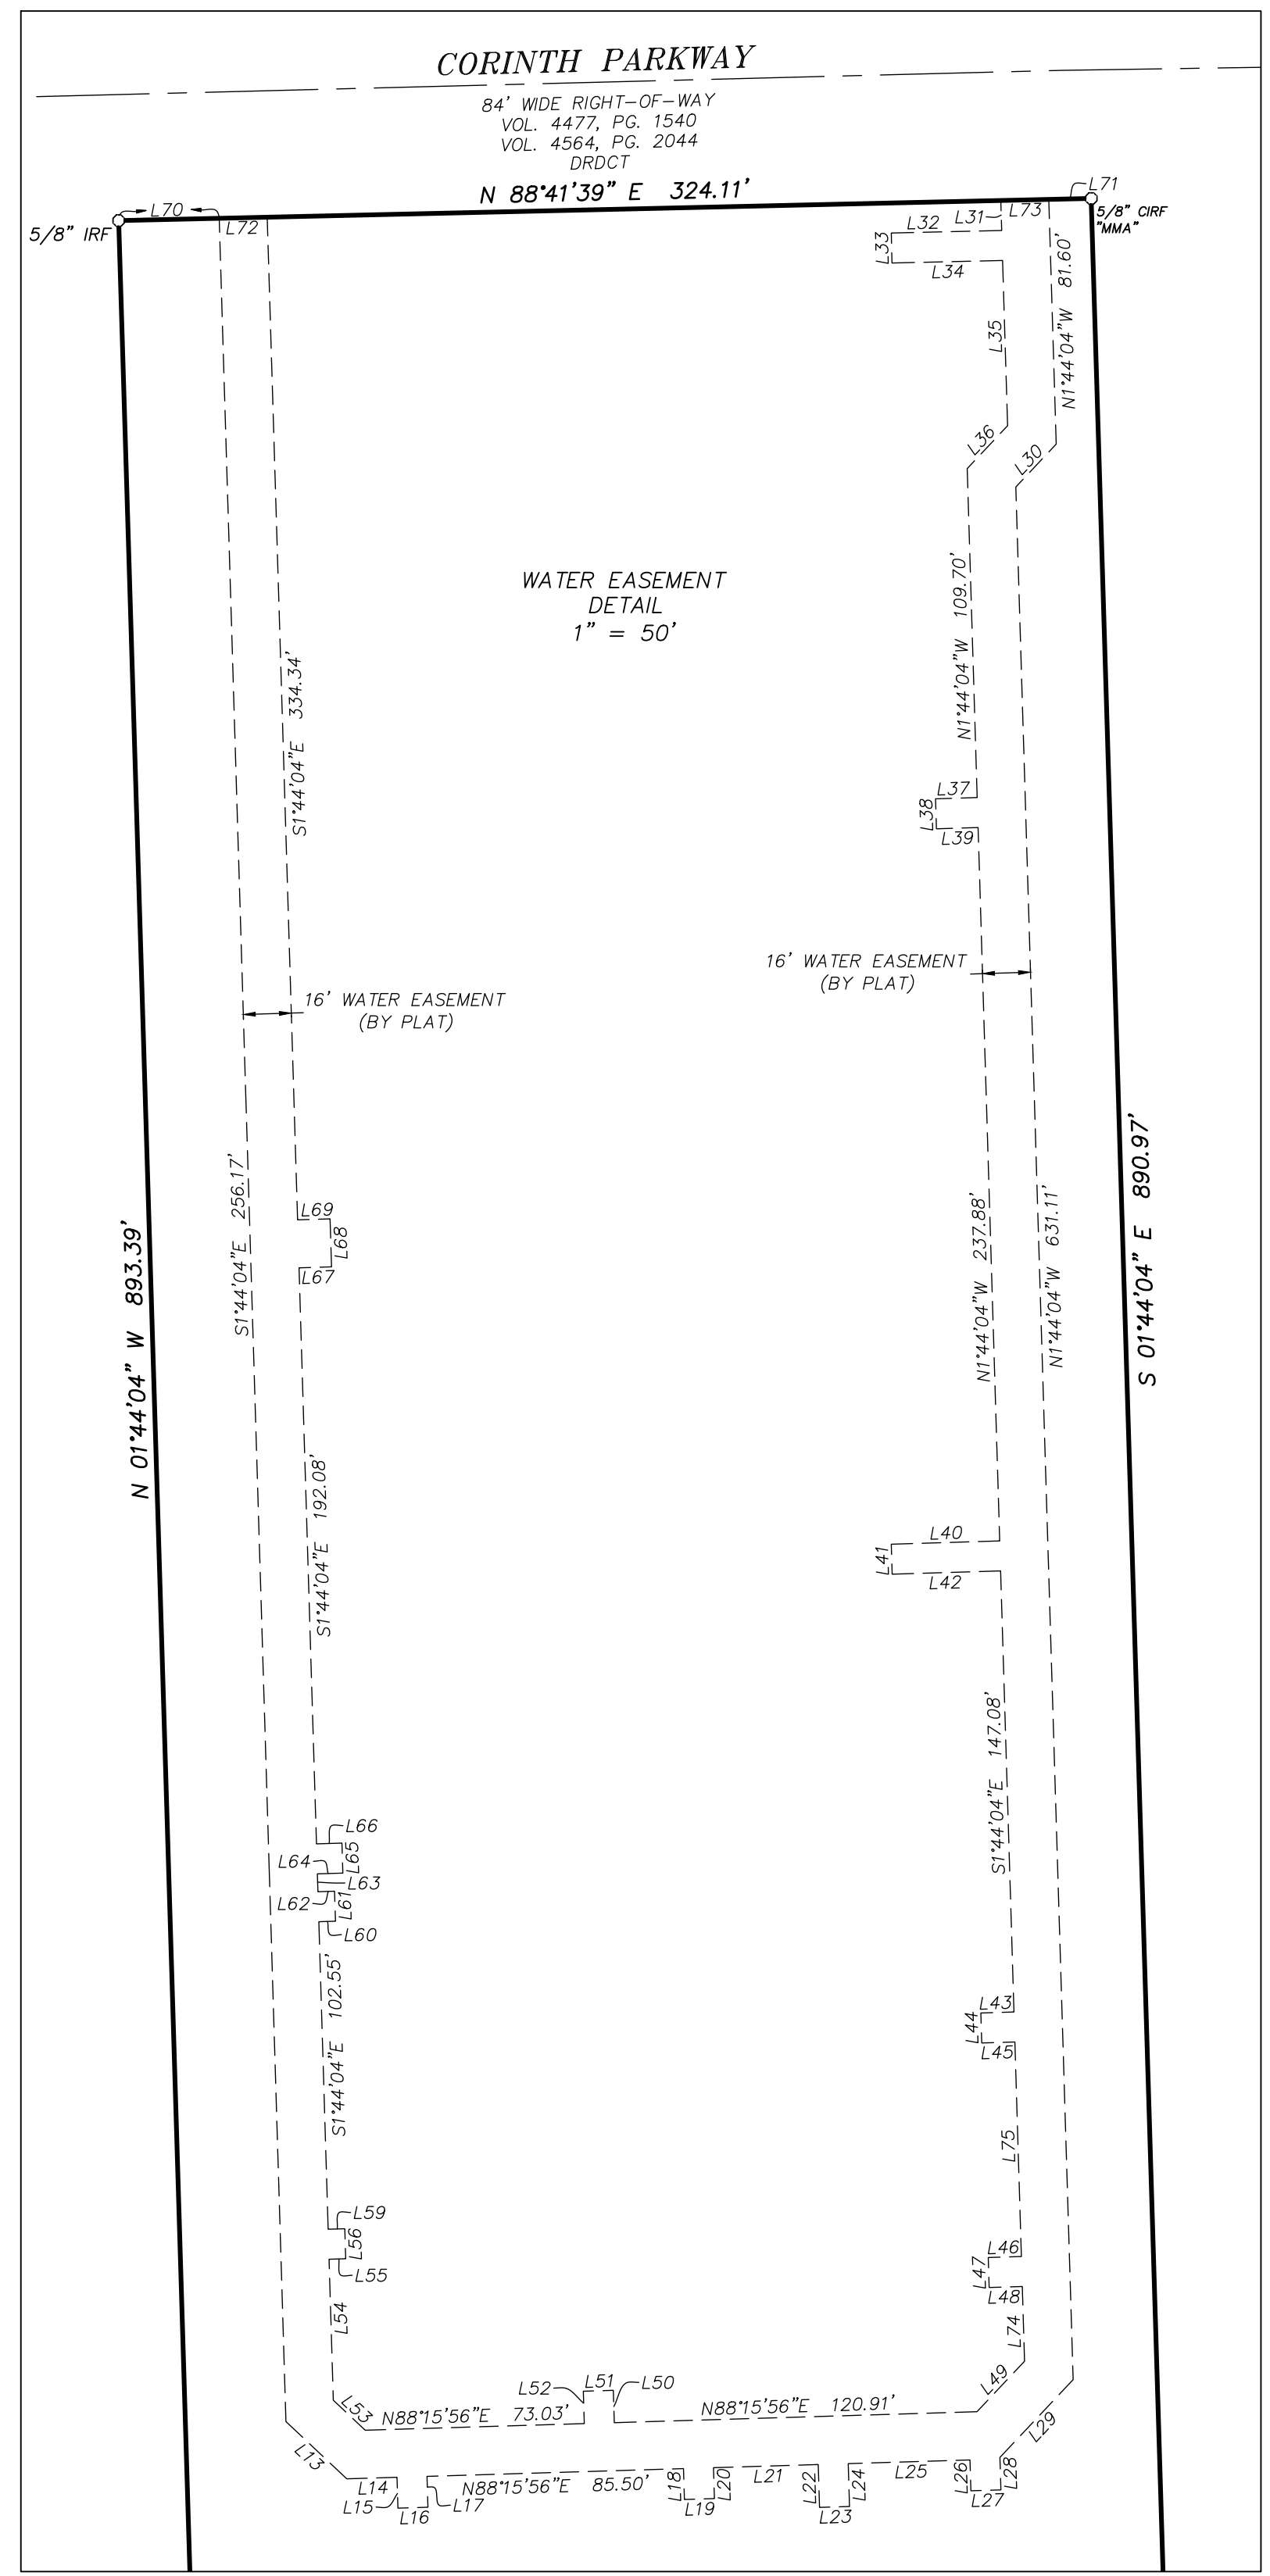 CORINTH PARKWAY
84' WIDE RIGHT-OF-WAY
VOL. 4477, PG. 1540
VOL. 4564, PG. 2044
DRDCT
N 88°41'39" E 324.11'
L71
L70
5/8" IRF
L72
L32
L31
L73
5/8" CIRF
"MMA"
L33
L34
N1°44'04"W 81.60'
L35
L36
L30
WATER EASEMENT
DETAIL
1" = 50'
N1°44'04"W 109.70'
S1°44'04"E 334.34'
L37
L38
L39
16' WATER EASEMENT
(BY PLAT)
16' WATER EASEMENT
(BY PLAT)
S1°44'04"E 256.17'
N 01°44'04" W 893.39'
L69
L68
L67
N1°44'04"W 237.88'
N1°44'04"W 631.11'
S 01°44'04" E 890.97'
S1°44'04"E 192.08'
L40
L41
L42
S1°44'04"E 147.08'
L66
L65
L64
L63
L62
L61
L60
S1°44'04"E 102.55'
L43
L44
L45
L75
L59
L56
L55
L46
L47
L48
L54
L74
L53
L52
L51
L50
L49
N88°15'56"E 73.03'
N88°15'56"E 120.91'
L13
L29
L14
L15
L16
L17
N88°15'56"E 85.50'
L18
L19
L20
L21
L22
L23
L24
L25
L26
L27
L28